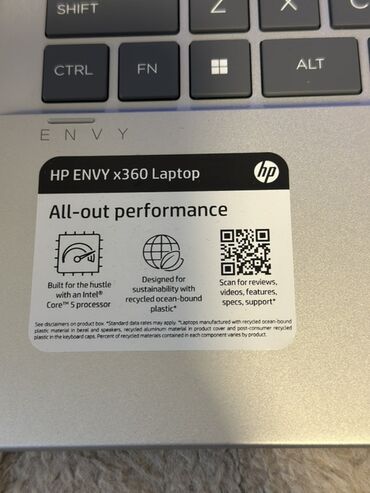 SHIFT
Z
X
C
CTRL
FN
ALT
ENVY
HP ENVY x360 Laptop
hp
All-out performance
Built for the hustle
with an Intel®
Core™ 5 processor
Designed for
sustainability with
recycled ocean-bound
plastic*
Scan for reviews,
videos, features,
specs, support*
See disclaimers on product box. *Standard data rates may apply. *Laptops manufactured with recycled ocean-bound
plastic material in bezel and speakers, recycled aluminum material in product cover and post-consumer recycled
plastic in the keyboard caps. Percent of recycled materials contained in each component varies by product.